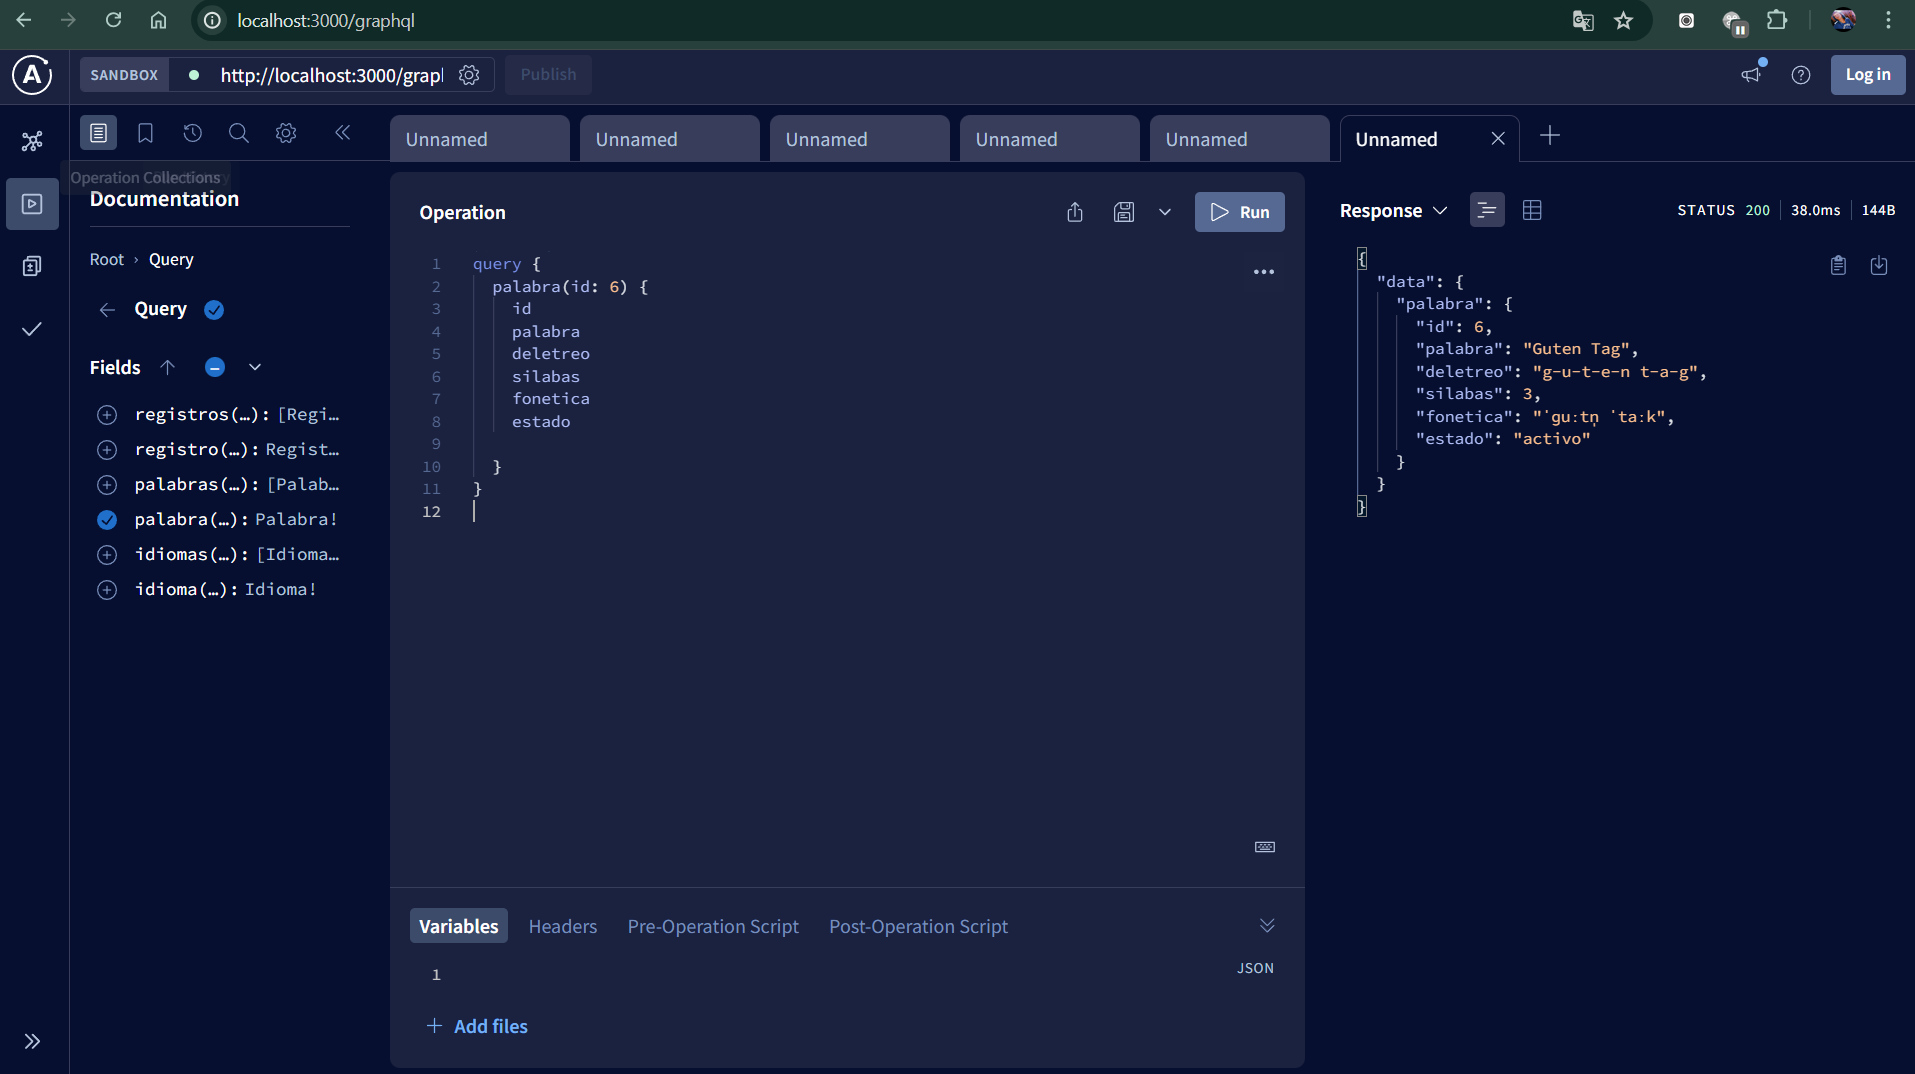 localhost:3000/graphql
SANDBOX
http://localhost:3000/grap
Publish
Log in
Unnamed
Unnamed
Unnamed
Unnamed
Unnamed
Unnamed
Operation Collections
Documentation
Root › Query
Query
Fields
registros(…): [Regi…
registro(…): Regist…
palabras(…): [Palab…
palabra(…): Palabra!
idiomas(…): [Idioma…
idioma(…): Idioma!
Operation
Run
1 query {
2 palabra(id: 6) {
3 id
4 palabra
5 deletreo
6 silabas
7 fonetica
8 estado
9
10 }
11 }
12
Variables
Headers
Pre-Operation Script
Post-Operation Script
1
JSON
Add files
Response
STATUS 200
38.0ms
144B
{
"data": {
"palabra": {
"id": 6,
"palabra": "Guten Tag",
"deletreo": "g-u-t-e-n t-a-g",
"silabas": 3,
"fonetica": "ˈɡuːtn̩ ˈtaːk",
"estado": "activo"
}
}
}